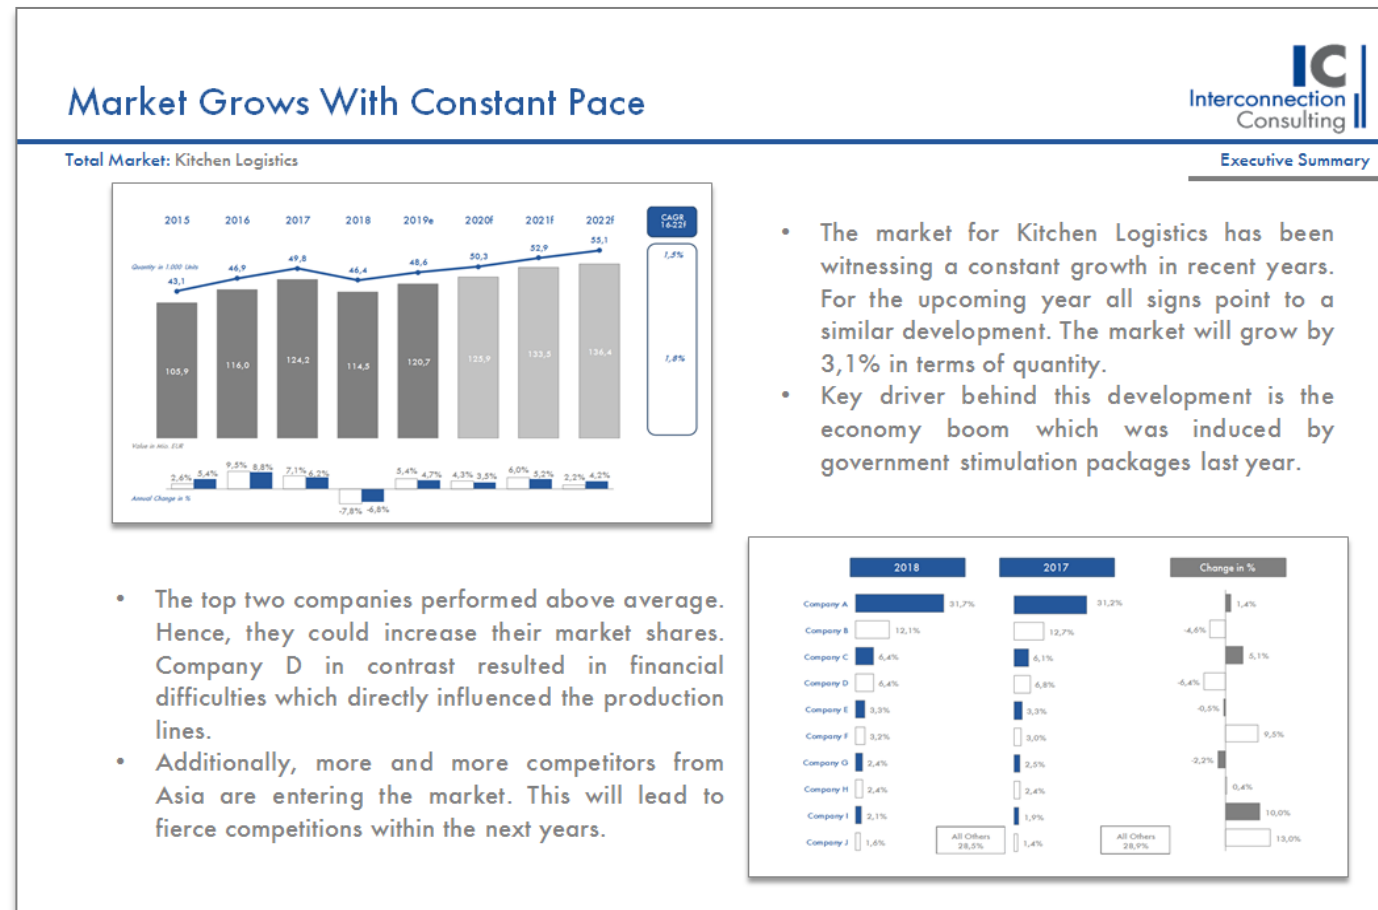 IC
Interconnection
Consulting
Market Grows With Constant Pace
Total Market: Kitchen Logistics
Executive Summary
2015 2016 2017 2018 2019e 2020f 2021f 2022f
CAGR
16-22f
Quantity in 1.000 Units
43,1 46,9 49,8 46,4 48,6 50,3 52,9 55,1
1,5%
105,9 116,0 124,2 114,5 120,7 125,9 133,5 136,4
1,8%
Value in mio. EUR
2,6% 5,4% 9,5% 8,8% 7,1% 6,2% -7,8% -6,8% 5,4% 4,7% 4,3% 3,5% 6,0% 5,2% 2,2% 4,2%
Annual Change in %
• The market for Kitchen Logistics has been
witnessing a constant growth in recent years.
For the upcoming year all signs point to a
similar development. The market will grow by
3,1% in terms of quantity.
• Key driver behind this development is the
economy boom which was induced by
government stimulation packages last year.
• The top two companies performed above average.
Hence, they could increase their market shares.
Company D in contrast resulted in financial
difficulties which directly influenced the production
lines.
• Additionally, more and more competitors from
Asia are entering the market. This will lead to
fierce competitions within the next years.
2018 2017 Change in %
Company A 31,7% 31,2% 1,4%
Company B 12,1% 12,7% -4,6%
Company C 6,4% 6,1% 5,1%
Company D 6,4% 6,8% -6,4%
Company E 3,3% 3,3% -0,5%
Company F 3,2% 3,0% 9,5%
Company G 2,4% 2,5% -2,2%
Company H 2,4% 2,4% 0,4%
Company I 2,1% 1,9% 10,0%
Company J 1,6% 1,4% 13,0%
All Others
28,5%
All Others
28,9%